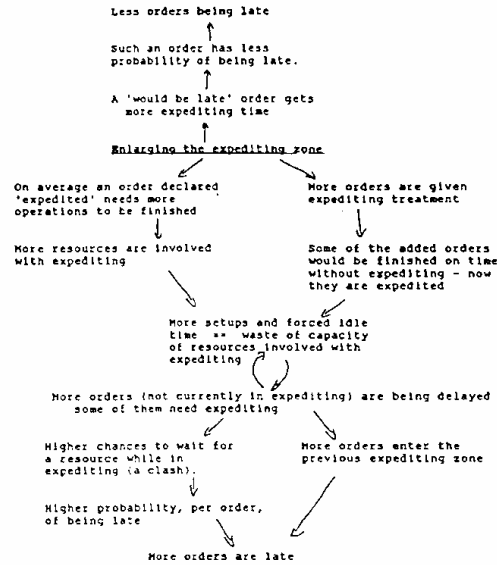 Less orders being late
Such an order has less
probability of being late.
A 'would be late' order gets
more expediting time
Enlarging the expediting zone
On average an order declared
'expedited' needs more
operations to be finished
More orders are given
expediting treatment
More resources are involved
with expediting
Some of the added orders
would be finished on time
without expediting - now
they are expedited
More setups and forced idle
time == waste of capacity
of resources involved with
expediting
More orders (not currently in expediting) are being delayed
some of them need expediting
Higher chances to wait for
a resource while in
expediting (a clash).
More orders enter the
previous expediting zone
Higher probability, per order,
of being late
More orders are late